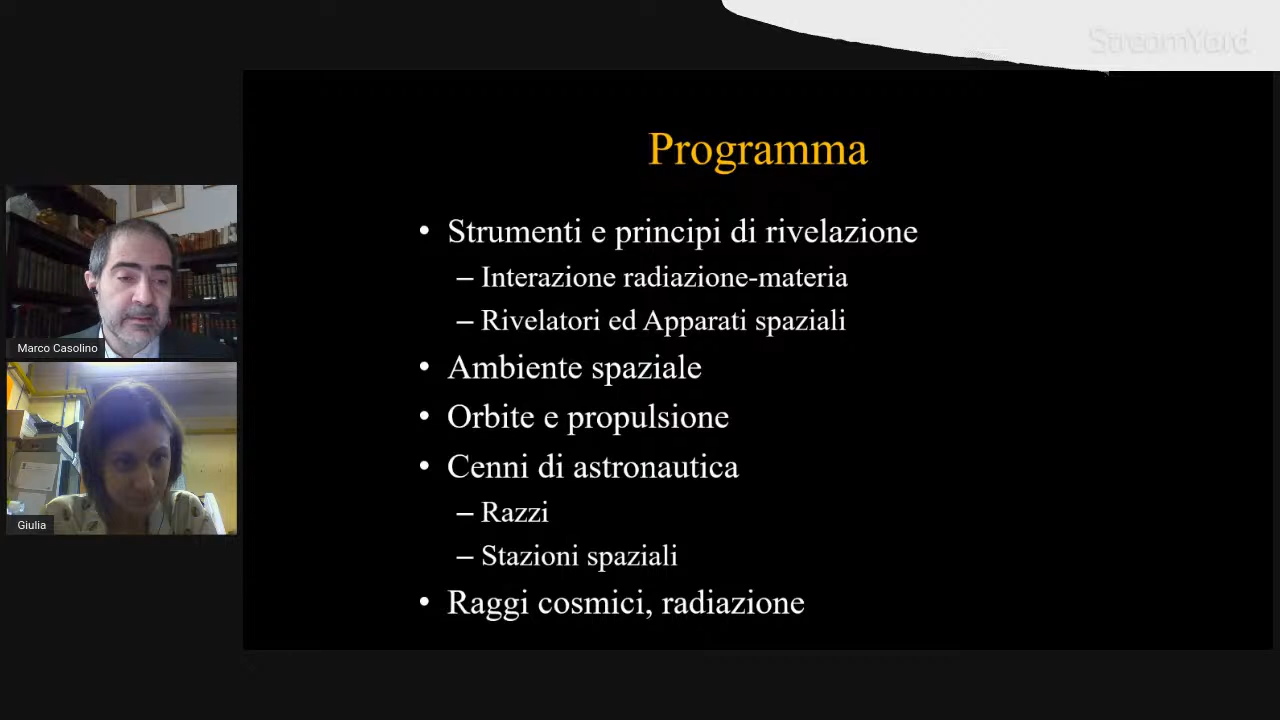 StreamYard
Programma
• Strumenti e principi di rivelazione
– Interazione radiazione-materia
– Rivelatori ed Apparati spaziali
• Ambiente spaziale
• Orbite e propulsione
• Cenni di astronautica
– Razzi
– Stazioni spaziali
• Raggi cosmici, radiazione
Marco Casolino
Giulia